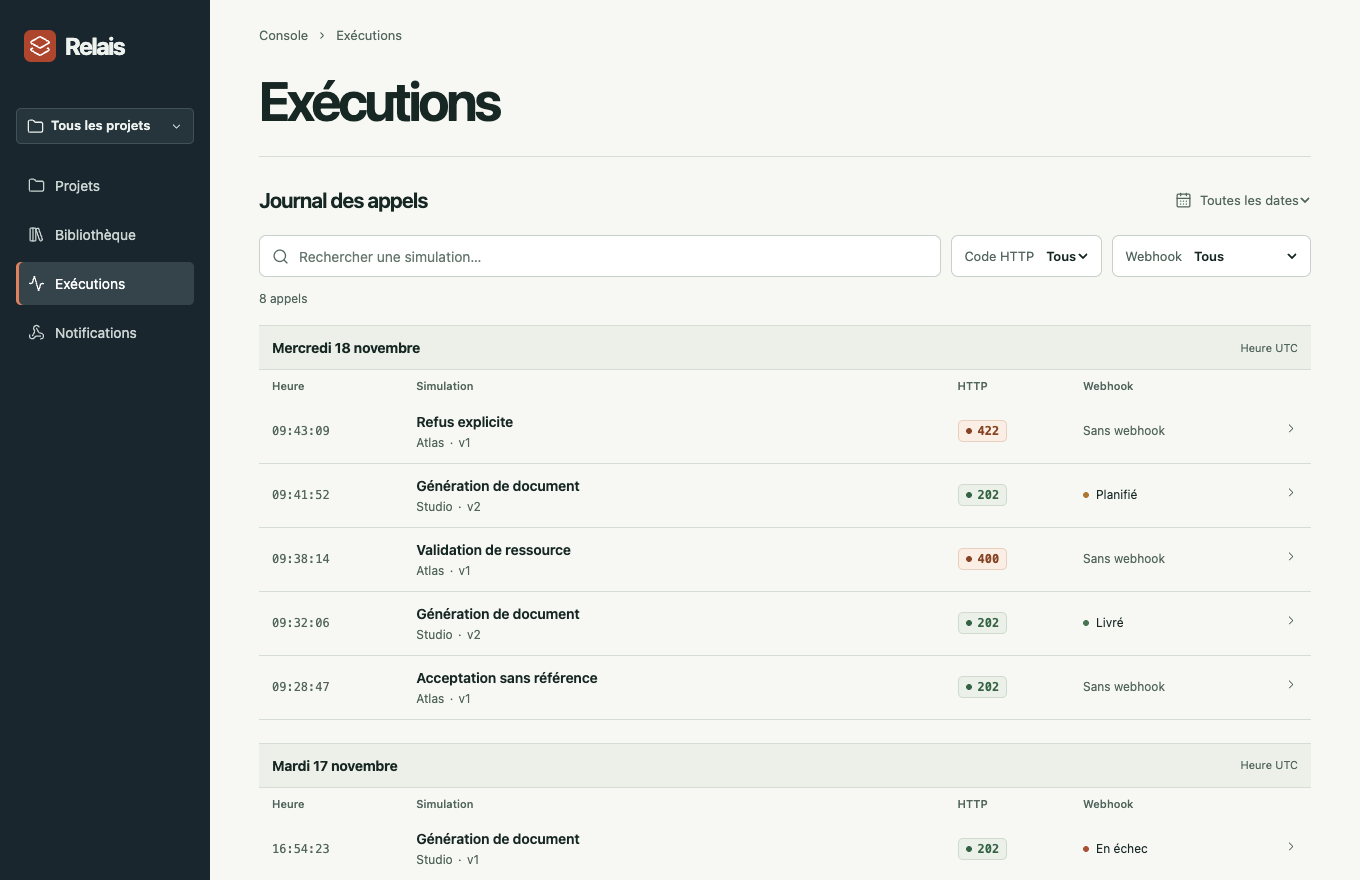 Relais
Tous les projets
Projets
Bibliothèque
Exécutions
Notifications
Console > Exécutions
Exécutions
Journal des appels
Toutes les dates
Rechercher une simulation...
Code HTTP Tous
Webhook Tous
8 appels
Mercredi 18 novembre Heure UTC
Heure Simulation HTTP Webhook
09:43:09 Refus explicite 422 Sans webhook
Atlas · v1
09:41:52 Génération de document 202 Planifié
Studio · v2
09:38:14 Validation de ressource 400 Sans webhook
Atlas · v1
09:32:06 Génération de document 202 Livré
Studio · v2
09:28:47 Acceptation sans référence 202 Sans webhook
Atlas · v1
Mardi 17 novembre Heure UTC
Heure Simulation HTTP Webhook
16:54:23 Génération de document 202 En échec
Studio · v1